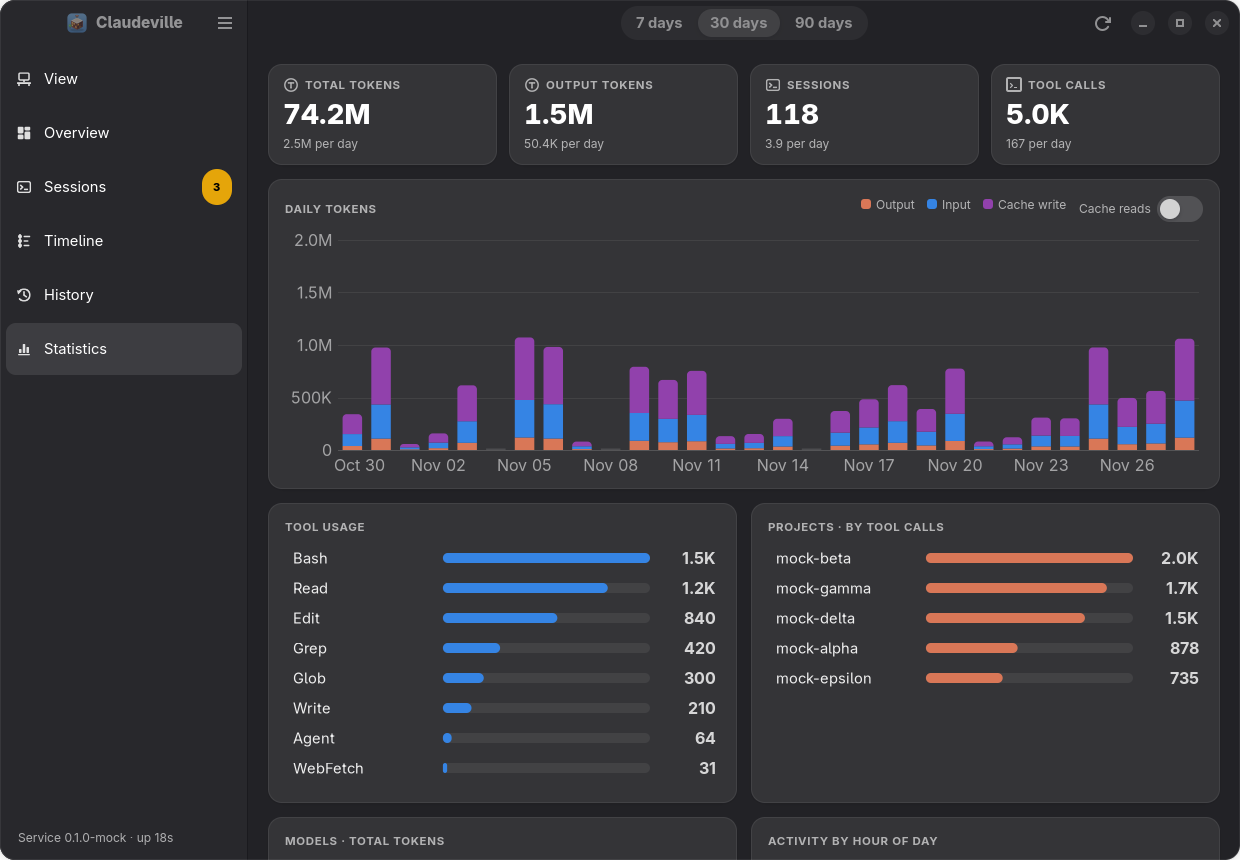 Claudeville
7 days 30 days 90 days
View
Overview
Sessions 3
Timeline
History
Statistics
Service 0.1.0-mock · up 18s
TOTAL TOKENS
74.2M
2.5M per day
OUTPUT TOKENS
1.5M
50.4K per day
SESSIONS
118
3.9 per day
TOOL CALLS
5.0K
167 per day
DAILY TOKENS
Output Input Cache write Cache reads
2.0M
1.5M
1.0M
500K
0
Oct 30 Nov 02 Nov 05 Nov 08 Nov 11 Nov 14 Nov 17 Nov 20 Nov 23 Nov 26
TOOL USAGE
Bash 1.5K
Read 1.2K
Edit 840
Grep 420
Glob 300
Write 210
Agent 64
WebFetch 31
PROJECTS · BY TOOL CALLS
mock-beta 2.0K
mock-gamma 1.7K
mock-delta 1.5K
mock-alpha 878
mock-epsilon 735
MODELS · TOTAL TOKENS
ACTIVITY BY HOUR OF DAY